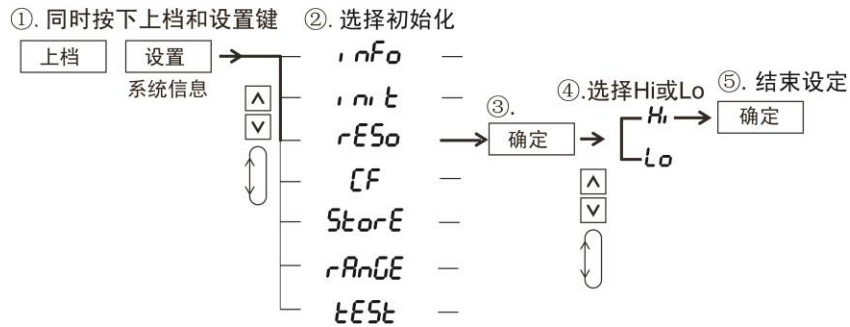 ①. 同时按下上档和设置键 ②. 选择初始化
上档 设置 infо
系统信息
init
③.
④.选择Hi或Lo
⑤. 结束设定
rESo 确定 Hi 确定
Lo
CF
StorE
rAnGE
tESt